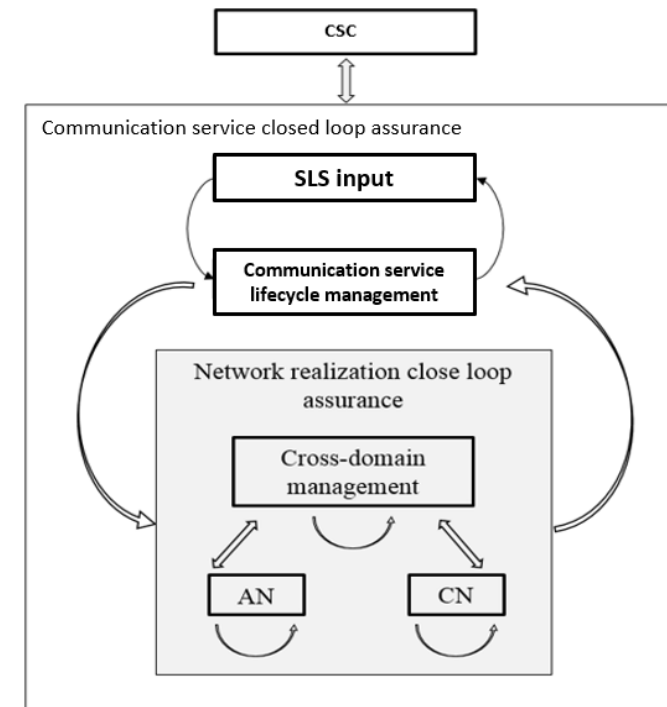 CSC
Communication service closed loop assurance
SLS input
Communication service
lifecycle management
Network realization close loop
assurance
Cross-domain
management
AN
CN